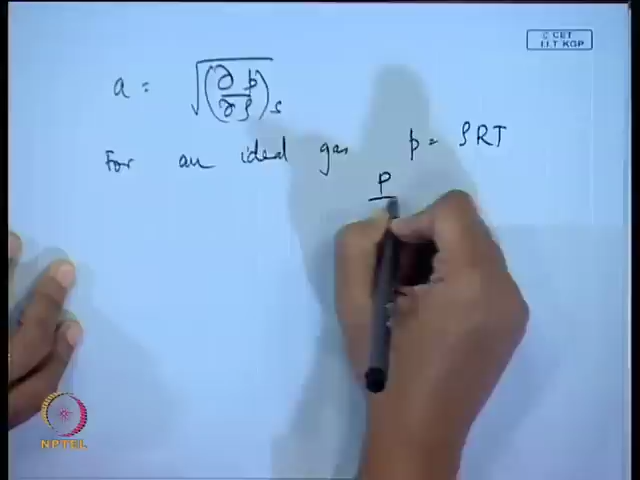 © CET
I.I.T. KGP
a = √(∂p/∂ρ)s
For an ideal gas p = ρRT
p
NPTEL